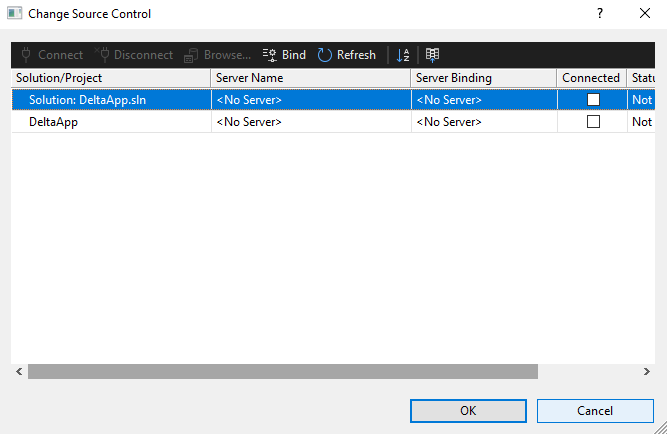 Change Source Control ?
Connect Disconnect Browse... Bind Refresh
Solution/Project Server Name Server Binding Connected Statu
Solution: DeltaApp.sln <No Server> <No Server> Not
DeltaApp <No Server> <No Server> Not
OK Cancel